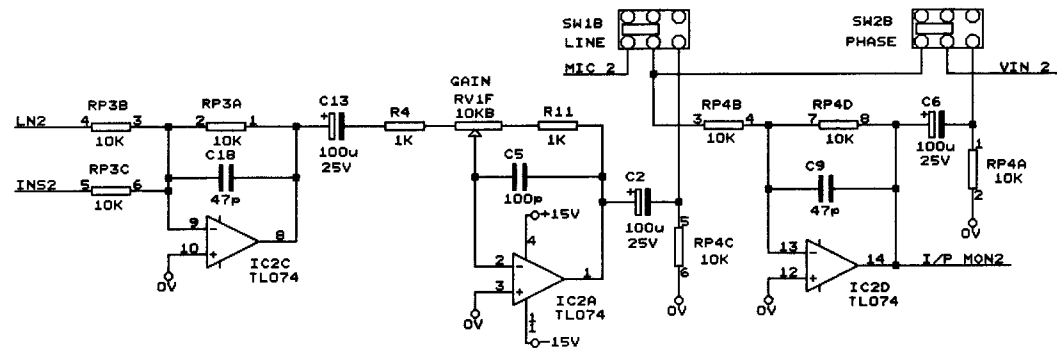 SW1B
LINE
SW2B
PHASE
MIC 2
VIN 2
GAIN
RV1F
10KB
LN2
RP3B
4 3
10K
RP3A
2 1
10K
C13
+
100u
25V
R4
1K
R11
1K
RP4B
3 4
10K
RP4D
7 8
10K
C6
+
100u
25V
1
RP4A
10K
2
0V
INS2
RP3C
5 6
10K
C18
47p
C5
100p
C2
+
100u
25V
5
RP4C
10K
6
0V
C9
47p
9
-
10
+
8
0V
IC2C
TL074
+15V
4
2
-
3
+
1
0V
IC2A
TL074
11
-15V
13
-
12
+
14
I/P MON2
0V
IC2D
TL074